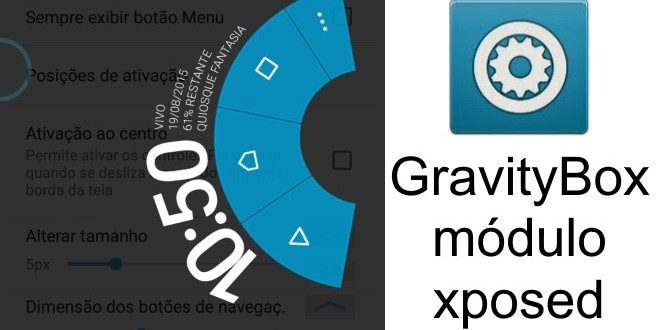 Sempre exibir botão Menu
Posições de ativaçã
Ativação ao centro
Permite ativar os
quando se desliza
borda da tela
Alterar tamanho
5px
Dimensão dos botões de navegaç.
VIVO
19/08/2015
61% RESTANTE
QUIOSQUE FANTASIA
10:50
GravityBox
módulo
xposed